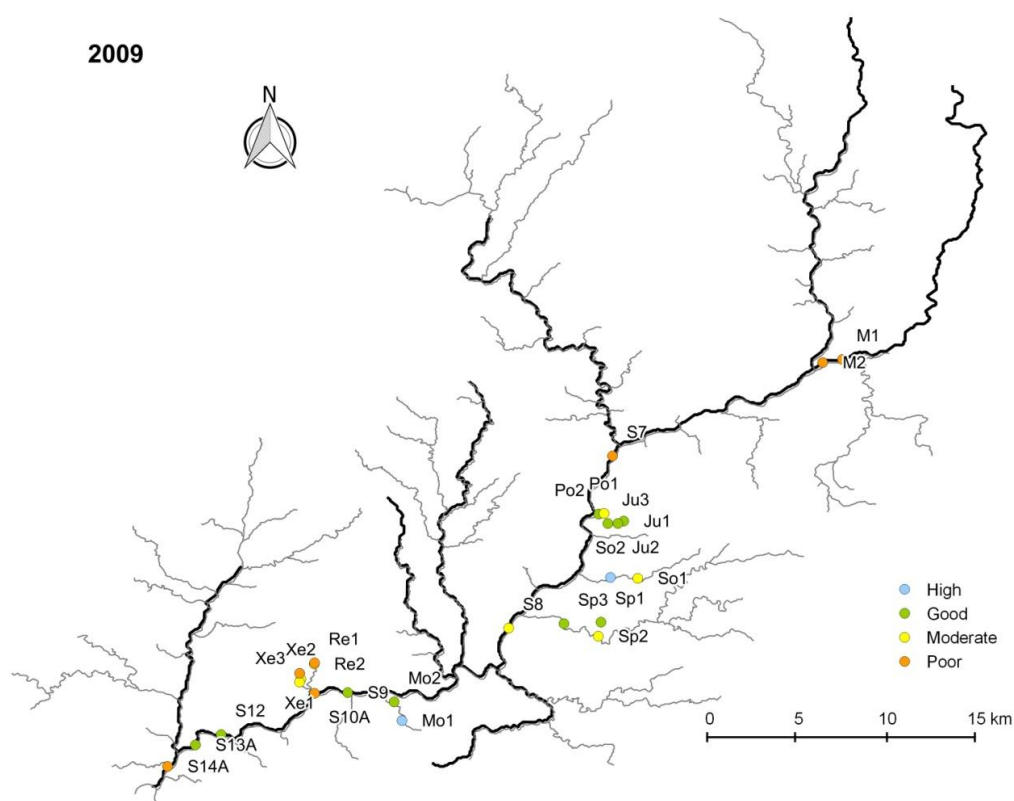 2009
N
M1
M2
S7
Po2 Po1
Ju3
Ju1
So2 Ju2
So1
Sp3 Sp1
S8
Sp2
High
Good
Moderate
Poor
Re1
Xe2
Xe3
Re2
Mo2
S9
Xe1
S10A
Mo1
S12
S13A
S14A
0 5 10 15 km